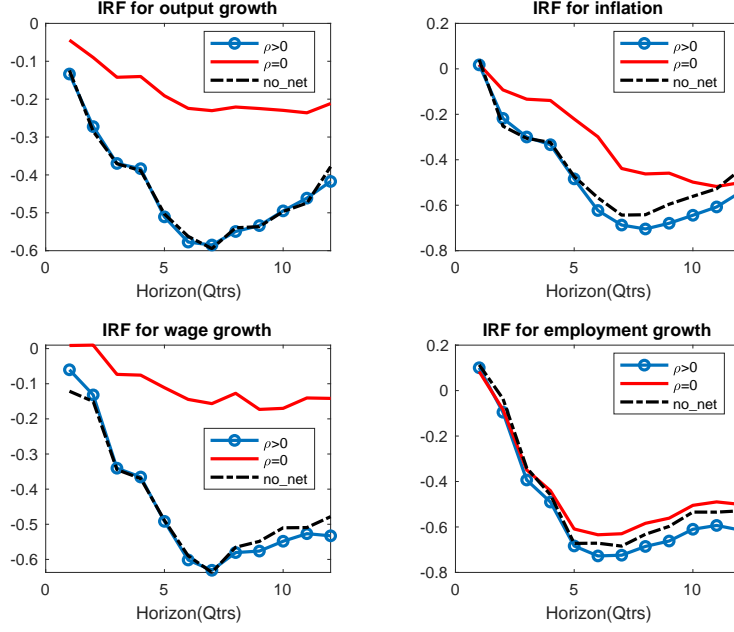 IRF for output growth
0
-0.1
-0.2
-0.3
-0.4
-0.5
-0.6
0 5 10
Horizon(Qtrs)
ρ>0
ρ=0
no_net
IRF for inflation
0.2
0
-0.2
-0.4
-0.6
-0.8
0 5 10
Horizon(Qtrs)
ρ>0
ρ=0
no_net
IRF for wage growth
0
-0.1
-0.2
-0.3
-0.4
-0.5
-0.6
0 5 10
Horizon(Qtrs)
ρ>0
ρ=0
no_net
IRF for employment growth
0.2
0
-0.2
-0.4
-0.6
-0.8
0 5 10
Horizon(Qtrs)
ρ>0
ρ=0
no_net